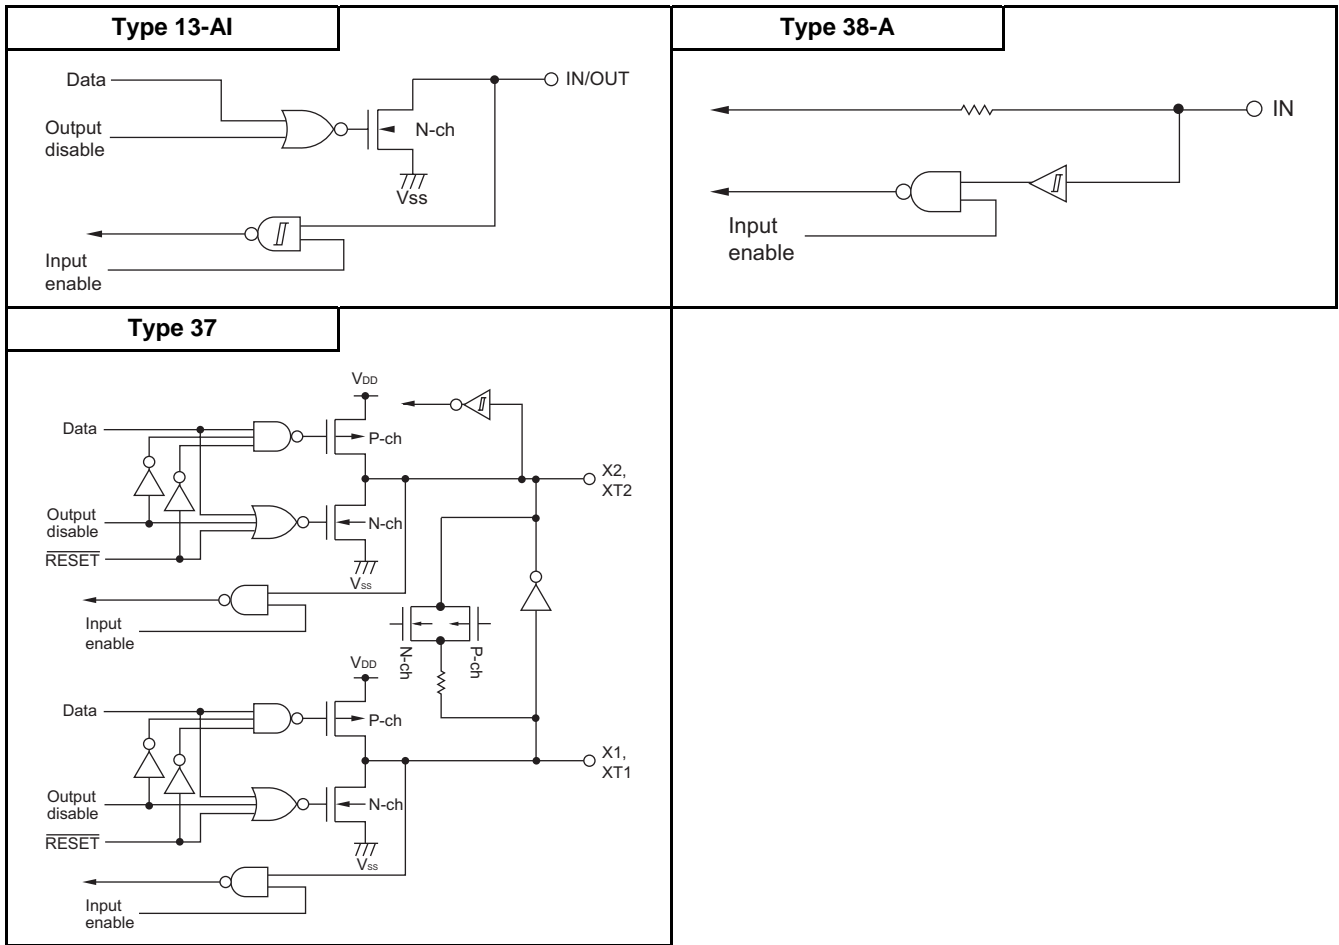 Type 13-AI
Data
IN/OUT
Output
disable
N-ch
Vss
Input
enable
Type 38-A
IN
Input
enable
Type 37
VDD
Data
P-ch
X2,
XT2
Output
disable
N-ch
RESET
Vss
Input
enable
N-ch
P-ch
VDD
Data
P-ch
X1,
XT1
Output
disable
N-ch
RESET
Vss
Input
enable